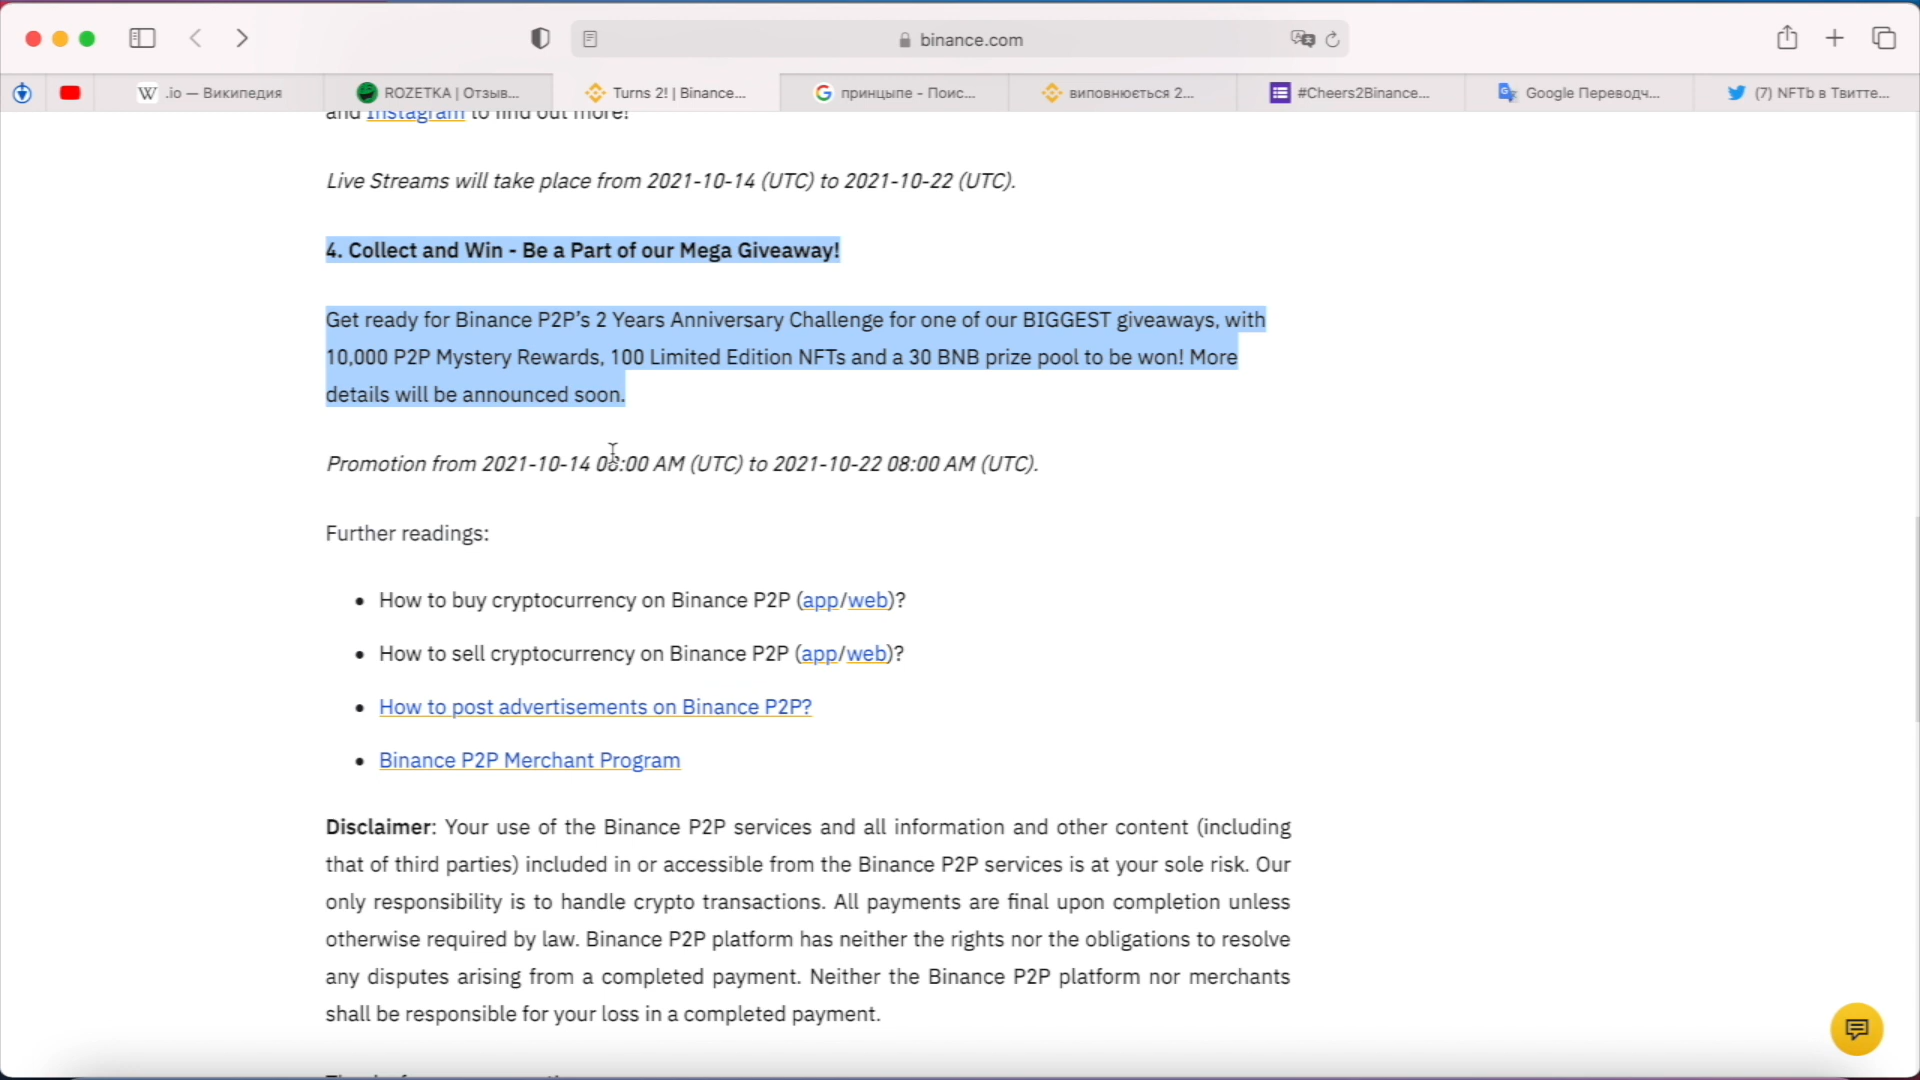 binance.com
.io — Википедия
ROZETKA | Отзыв...
Turns 2! | Binance...
принцыпе - Поис...
виповнюється 2...
#Cheers2Binance...
Google Переводч...
(7) NFTb в Твитте...
and Instagram to find out more!
Live Streams will take place from 2021-10-14 (UTC) to 2021-10-22 (UTC).
4. Collect and Win - Be a Part of our Mega Giveaway!
Get ready for Binance P2P’s 2 Years Anniversary Challenge for one of our BIGGEST giveaways, with
10,000 P2P Mystery Rewards, 100 Limited Edition NFTs and a 30 BNB prize pool to be won! More
details will be announced soon.
Promotion from 2021-10-14 08:00 AM (UTC) to 2021-10-22 08:00 AM (UTC).
Further readings:
• How to buy cryptocurrency on Binance P2P (app/web)?
• How to sell cryptocurrency on Binance P2P (app/web)?
• How to post advertisements on Binance P2P?
• Binance P2P Merchant Program
Disclaimer: Your use of the Binance P2P services and all information and other content (including
that of third parties) included in or accessible from the Binance P2P services is at your sole risk. Our
only responsibility is to handle crypto transactions. All payments are final upon completion unless
otherwise required by law. Binance P2P platform has neither the rights nor the obligations to resolve
any disputes arising from a completed payment. Neither the Binance P2P platform nor merchants
shall be responsible for your loss in a completed payment.